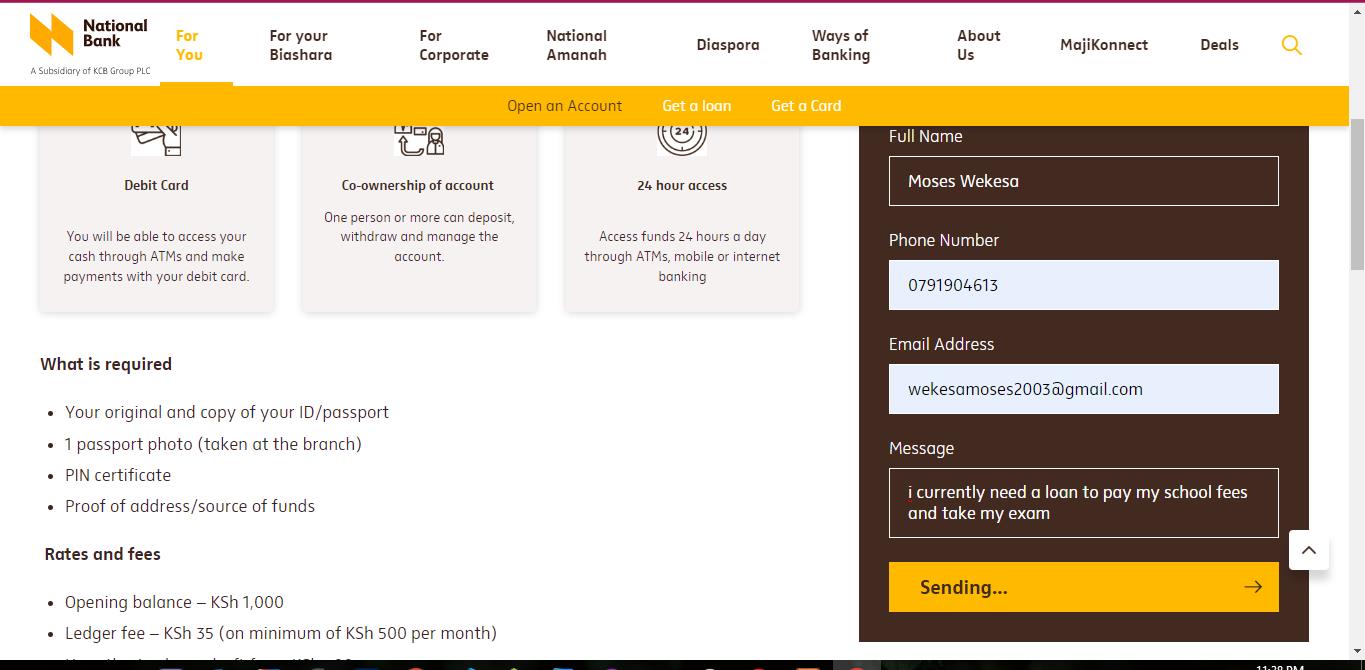 National
Bank
A Subsidiary of KCB Group PLC
For
You
For your
Biashara
For
Corporate
National
Amanah
Diaspora
Ways of
Banking
About
Us
MajiKonnect
Deals
Open an Account
Get a loan
Get a Card
24
Debit Card
You will be able to access your
cash through ATMs and make
payments with your debit card.
Co-ownership of account
One person or more can deposit,
withdraw and manage the
account.
24 hour access
Access funds 24 hours a day
through ATMs, mobile or internet
banking
What is required
Your original and copy of your ID/passport
1 passport photo (taken at the branch)
PIN certificate
Proof of address/source of funds
Rates and fees
Opening balance – KSh 1,000
Ledger fee – KSh 35 (on minimum of KSh 500 per month)
Full Name
Moses Wekesa
Phone Number
0791904613
Email Address
wekesamoses2003@gmail.com
Message
i currently need a loan to pay my school fees
and take my exam
Sending...
11:28 PM